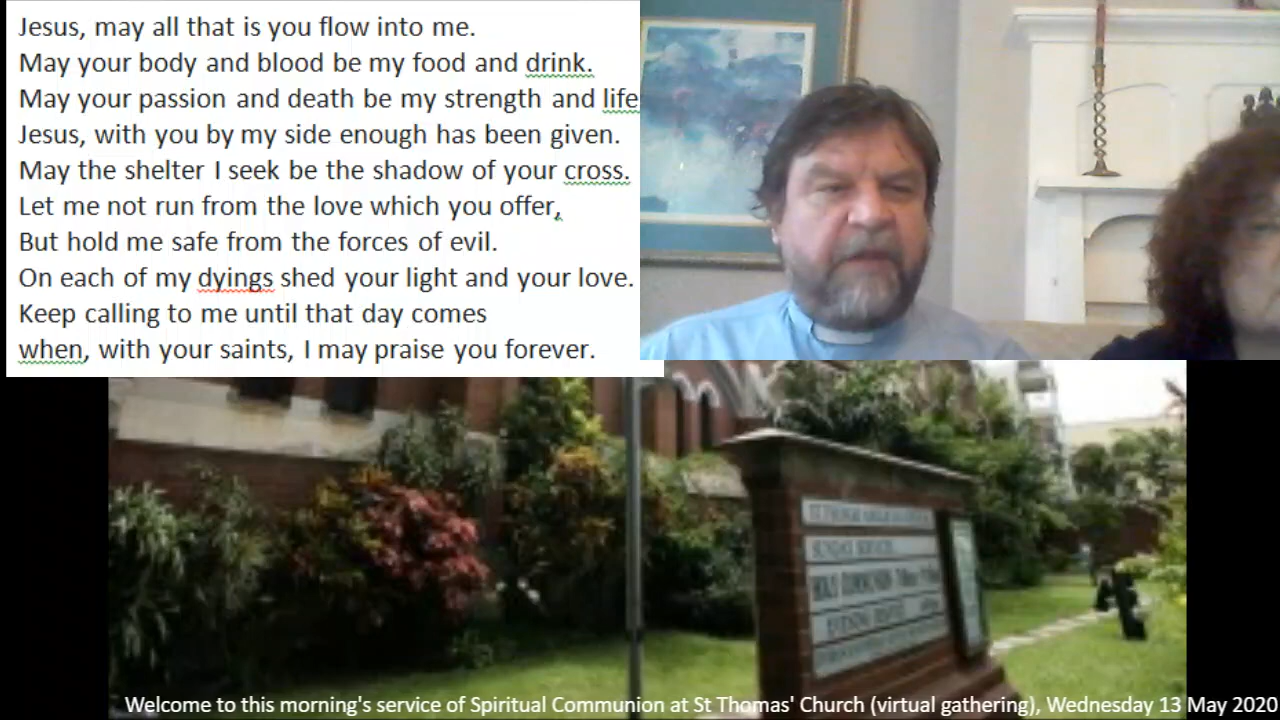 Jesus, may all that is you flow into me.
May your body and blood be my food and drink.
May your passion and death be my strength and life
Jesus, with you by my side enough has been given.
May the shelter I seek be the shadow of your cross.
Let me not run from the love which you offer,
But hold me safe from the forces of evil.
On each of my dyings shed your light and your love.
Keep calling to me until that day comes
when, with your saints, I may praise you forever.
SUNDAY SERVICES
HOLY COMMUNION
EVENING
Welcome to this morning's service of Spiritual Communion at St Thomas' Church (virtual gathering), Wednesday 13 May 2020